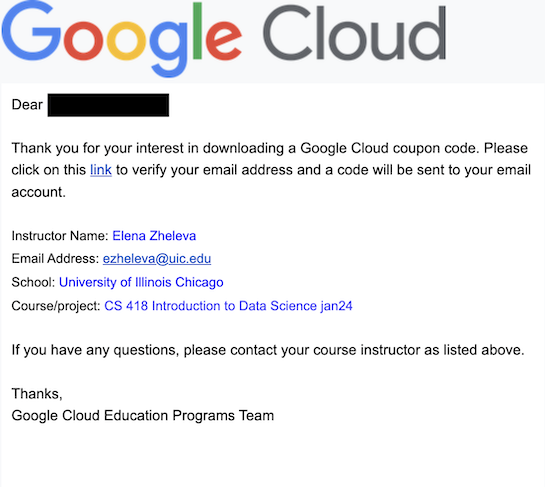 Google Cloud
Dear
Thank you for your interest in downloading a Google Cloud coupon code. Please
click on this link to verify your email address and a code will be sent to your email
account.
Instructor Name: Elena Zheleva
Email Address: ezheleva@uic.edu
School: University of Illinois Chicago
Course/project: CS 418 Introduction to Data Science jan24
If you have any questions, please contact your course instructor as listed above.
Thanks,
Google Cloud Education Programs Team